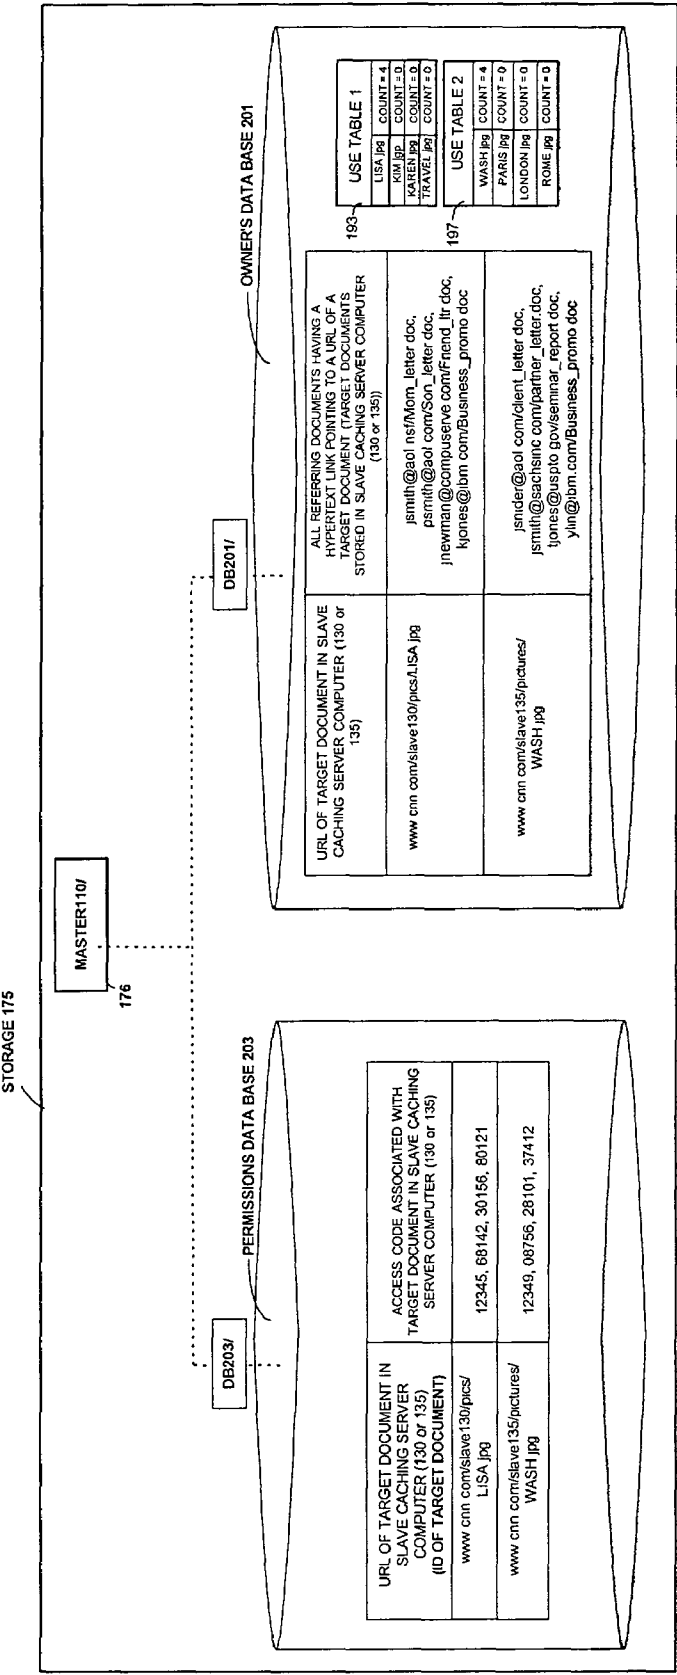 STORAGE 175
MASTER110/
176
DB203/
PERMISSIONS DATA BASE 203
URL OF TARGET DOCUMENT IN
SLAVE CACHING SERVER
COMPUTER (130 or 135)
(ID OF TARGET DOCUMENT)
ACCESS CODE ASSOCIATED WITH
TARGET DOCUMENT IN SLAVE CACHING
SERVER COMPUTER (130 or 135)
www cnn com/slave130/pics/
LISA jpg
12345, 68142, 30156, 80121
www cnn com/slave135/pictures/
WASH jpg
12349, 08756, 28101, 37412
DB201/
OWNER'S DATA BASE 201
URL OF TARGET DOCUMENT IN SLAVE
CACHING SERVER COMPUTER (130 or
135)
ALL REFERRING DOCUMENTS HAVING A
HYPERTEXT LINK POINTING TO A URL OF A
TARGET DOCUMENT (TARGET DOCUMENTS
STORED IN SLAVE CACHING SERVER COMPUTER
(130 or 135))
www cnn com/slave130/pics/LISA jpg
jsmith@aol nsf/Mom_letter doc,
psmith@aol com/Son_letter doc,
jnewman@compuserve com/Friend_ltr doc,
kjones@ibm com/Business_promo doc
www cnn com/slave135/pictures/
WASH jpg
jsnider@aol com/client_letter doc,
jsmith@sachsinc com/partner_letter.doc,
tjones@uspto gov/seminar_report doc,
ylin@ibm.com/Business_promo doc
193
USE TABLE 1
LISA jpg COUNT = 4
KIM jgp COUNT = 0
KAREN jpg COUNT = 0
TRAVEL jpg COUNT = 0
197
USE TABLE 2
WASH jpg COUNT = 4
PARIS jpg COUNT = 0
LONDON jpg COUNT = 0
ROME jpg COUNT = 0